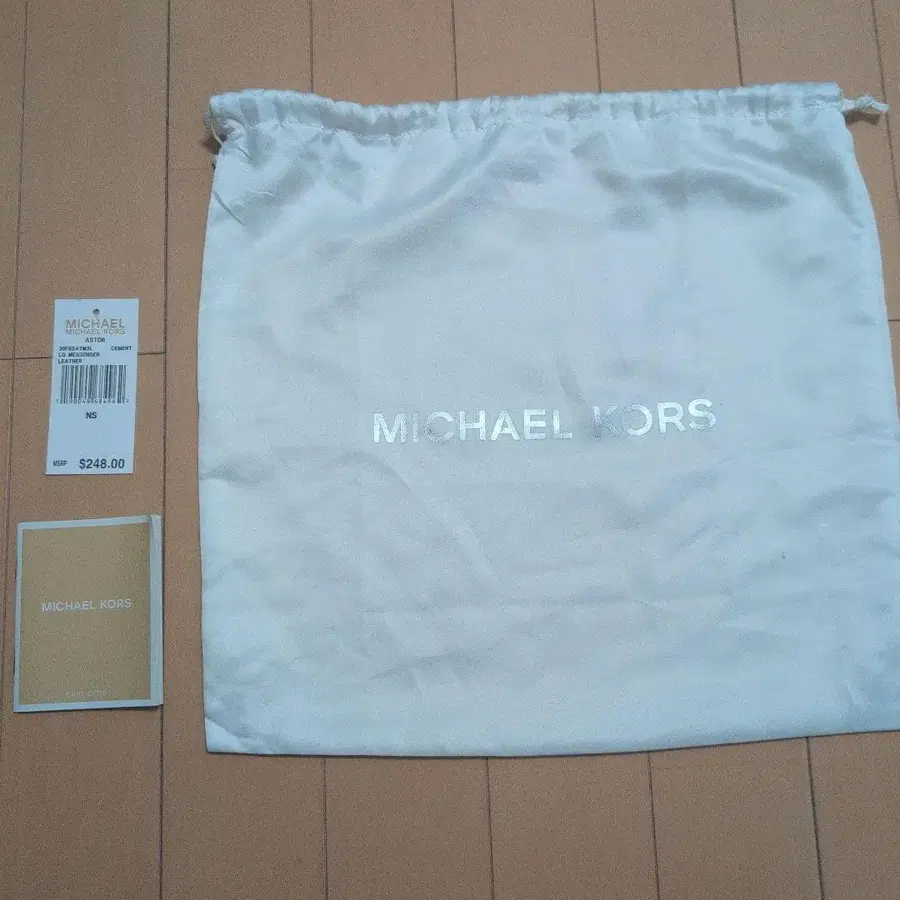 MICHAEL
MICHAEL KORS
ASTOR
CEMENT
LG MESSENGER
LEATHER
NS
MSRP $248.00
MICHAEL KORS
MICHAEL KORS